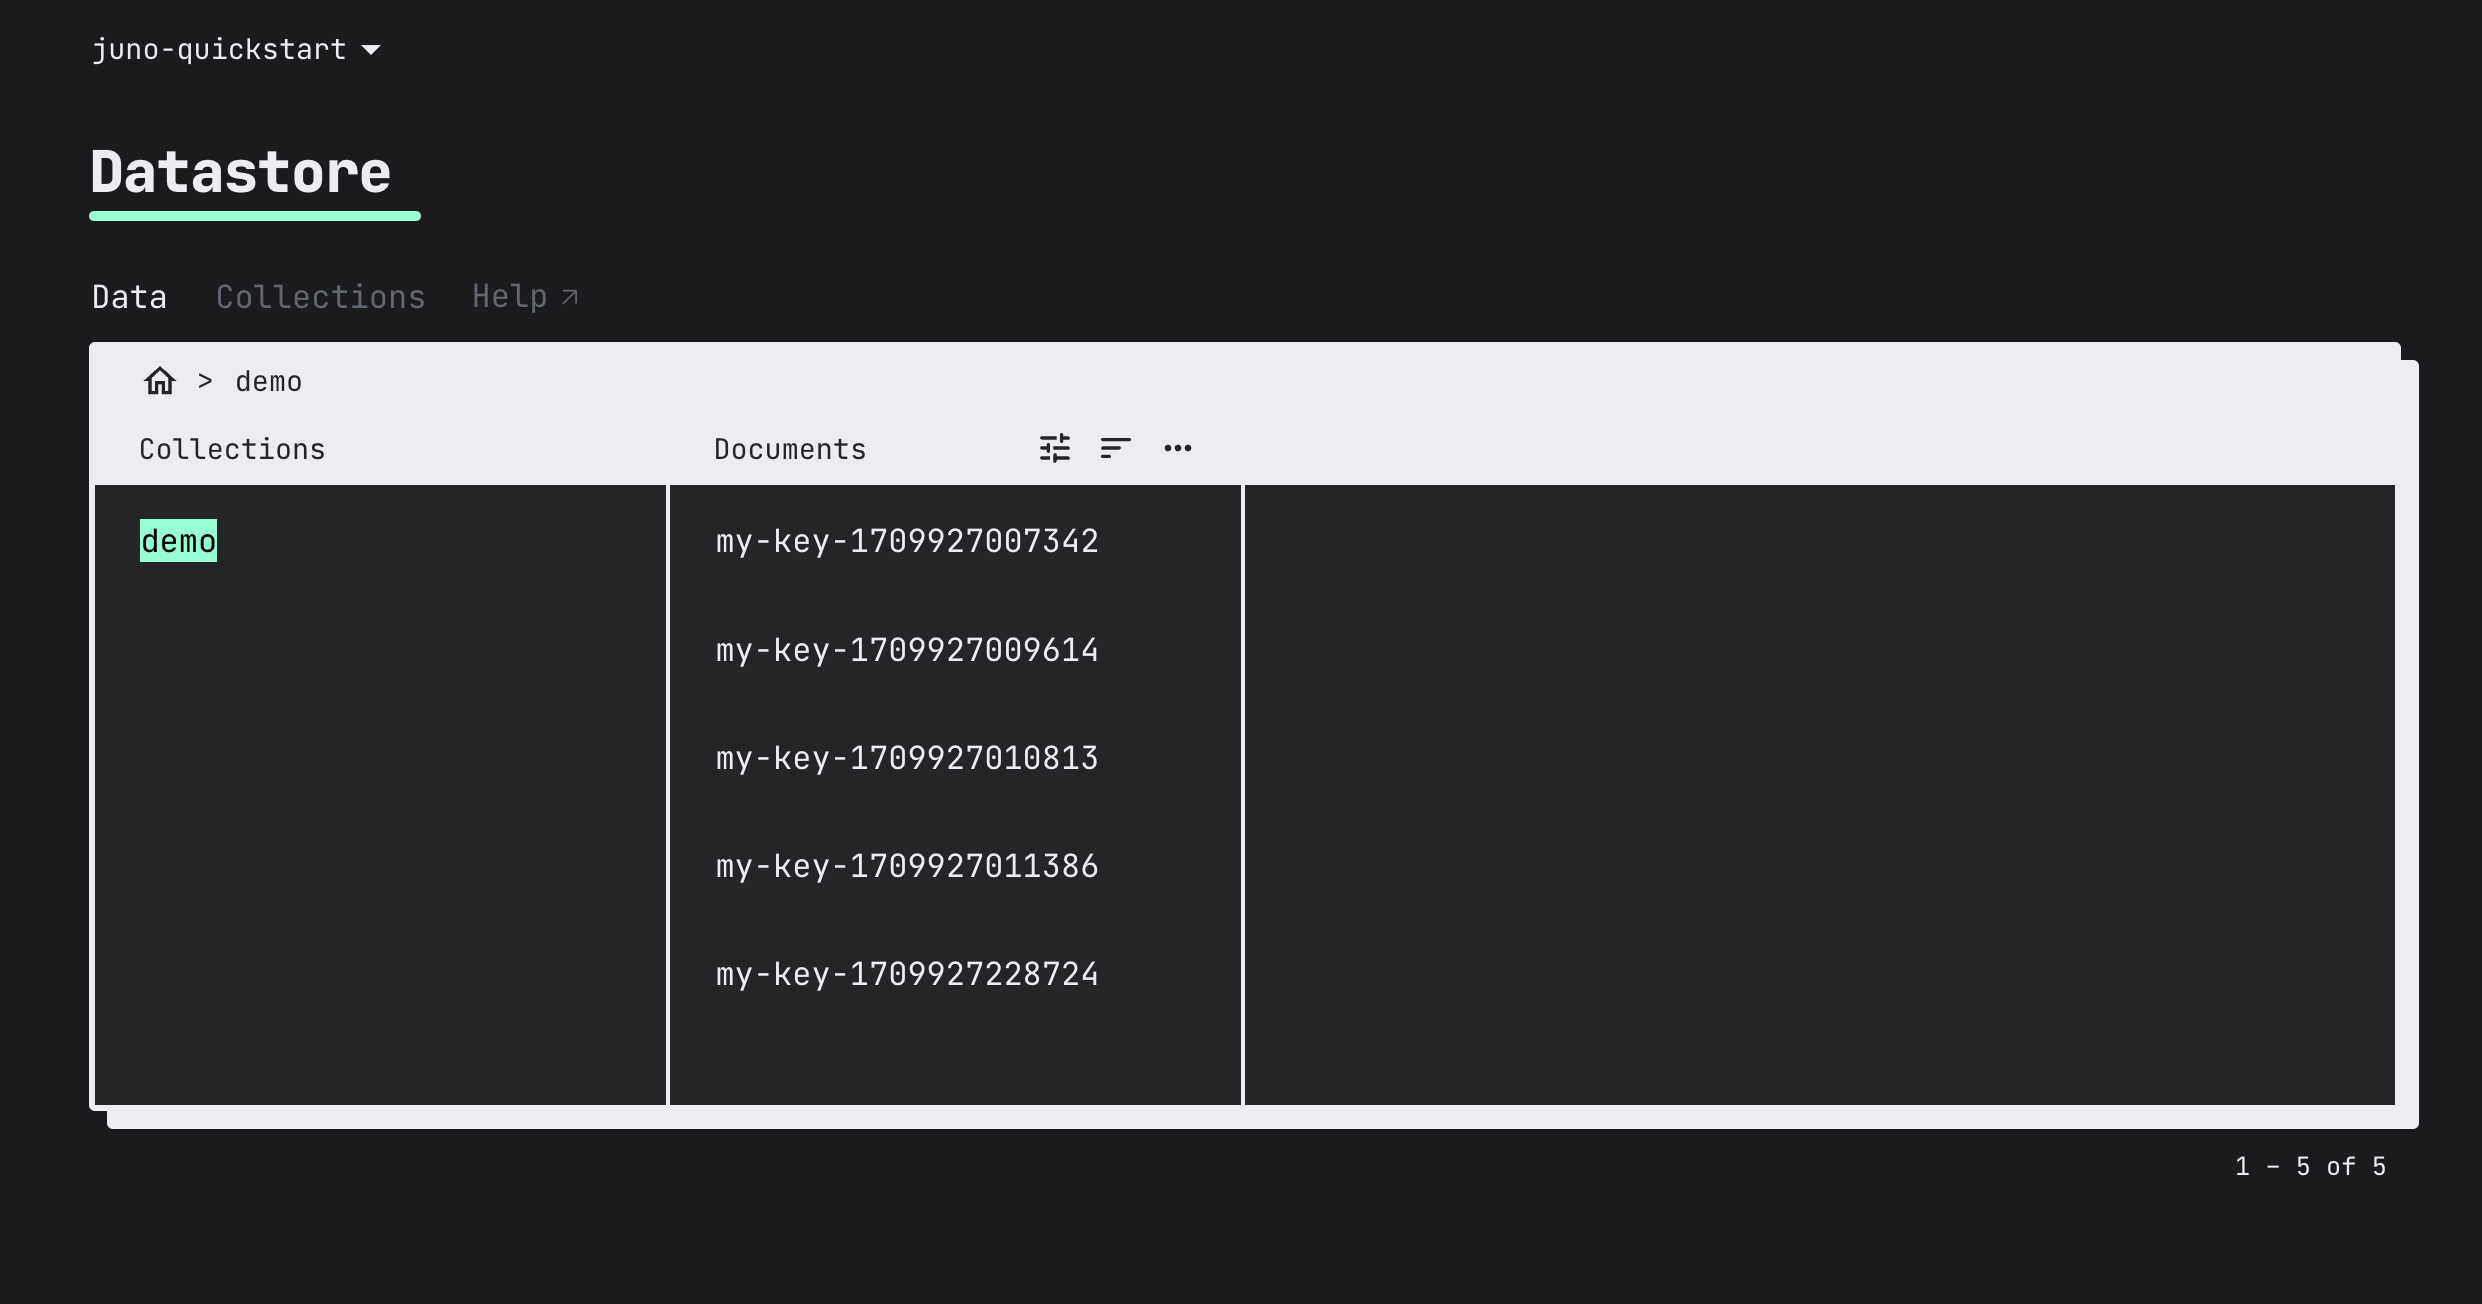 juno-quickstart
Datastore
Data Collections Help
> demo
Collections
Documents
demo
my-key-1709927007342
my-key-1709927009614
my-key-1709927010813
my-key-1709927011386
my-key-1709927228724
1 – 5 of 5